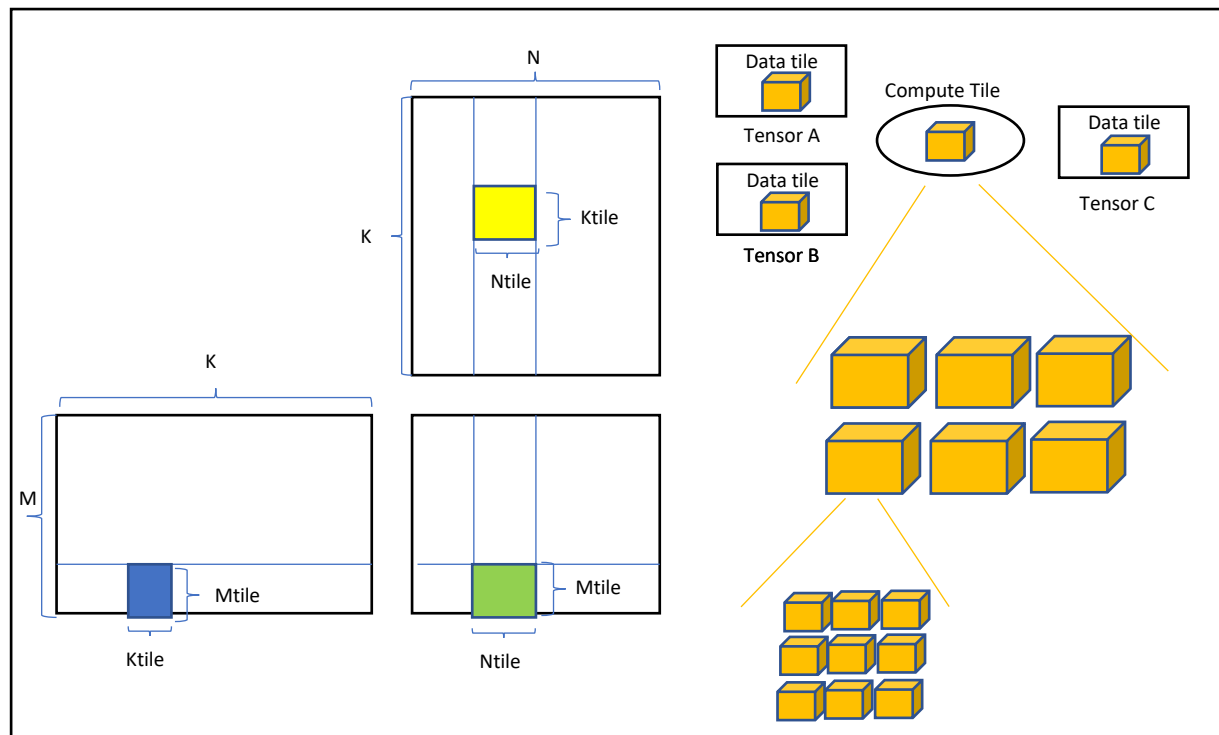 N
K
Ktile
Ntile
K
M
Mtile
Ktile
Mtile
Ntile
Data tile
Tensor A
Data tile
Tensor B
Compute Tile
Data tile
Tensor C